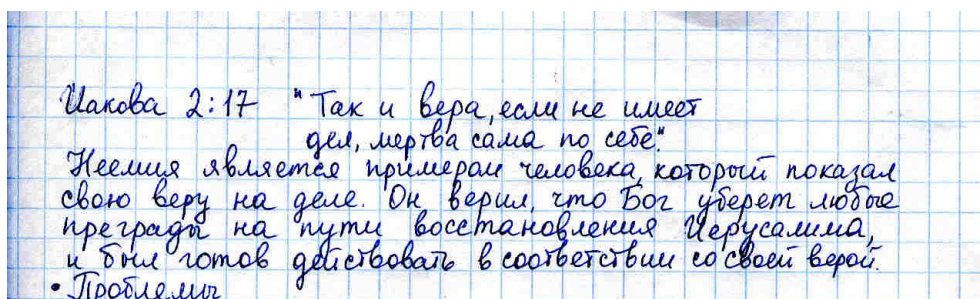 Иакова 2:17 "Так и вера, если не имеет
дел, мертва сама по себе."
Неемия является примером человека, который показал
свою веру на деле. Он верил, что Бог уберет любые
преграды на пути восстановления Иерусалима,
и был готов действовать в соответствии со своей верой.
• Проблемы